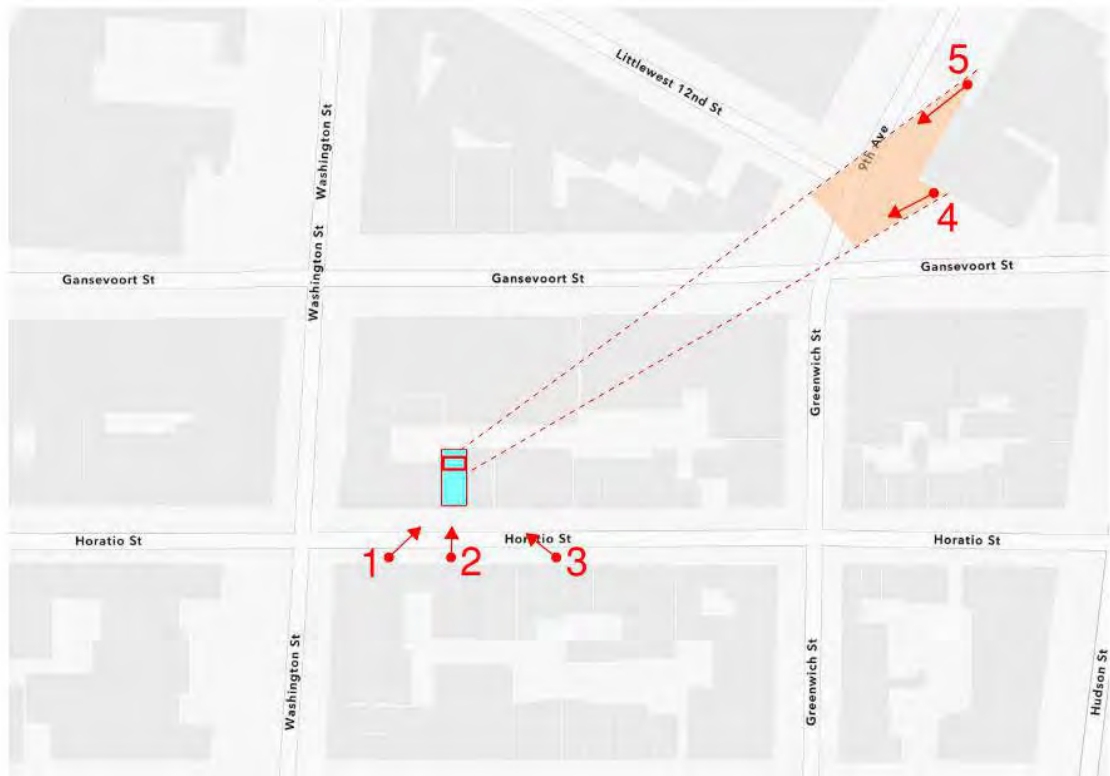 Littlewest 12nd St
5
9th Ave
Washington St
4
Washington St
Gansevoort St
Gansevoort St
Gansevoort St
Greenwich St
Horatio St
Horatio St
Horatio St
1
2
3
Washington St
Greenwich St
Hudson St